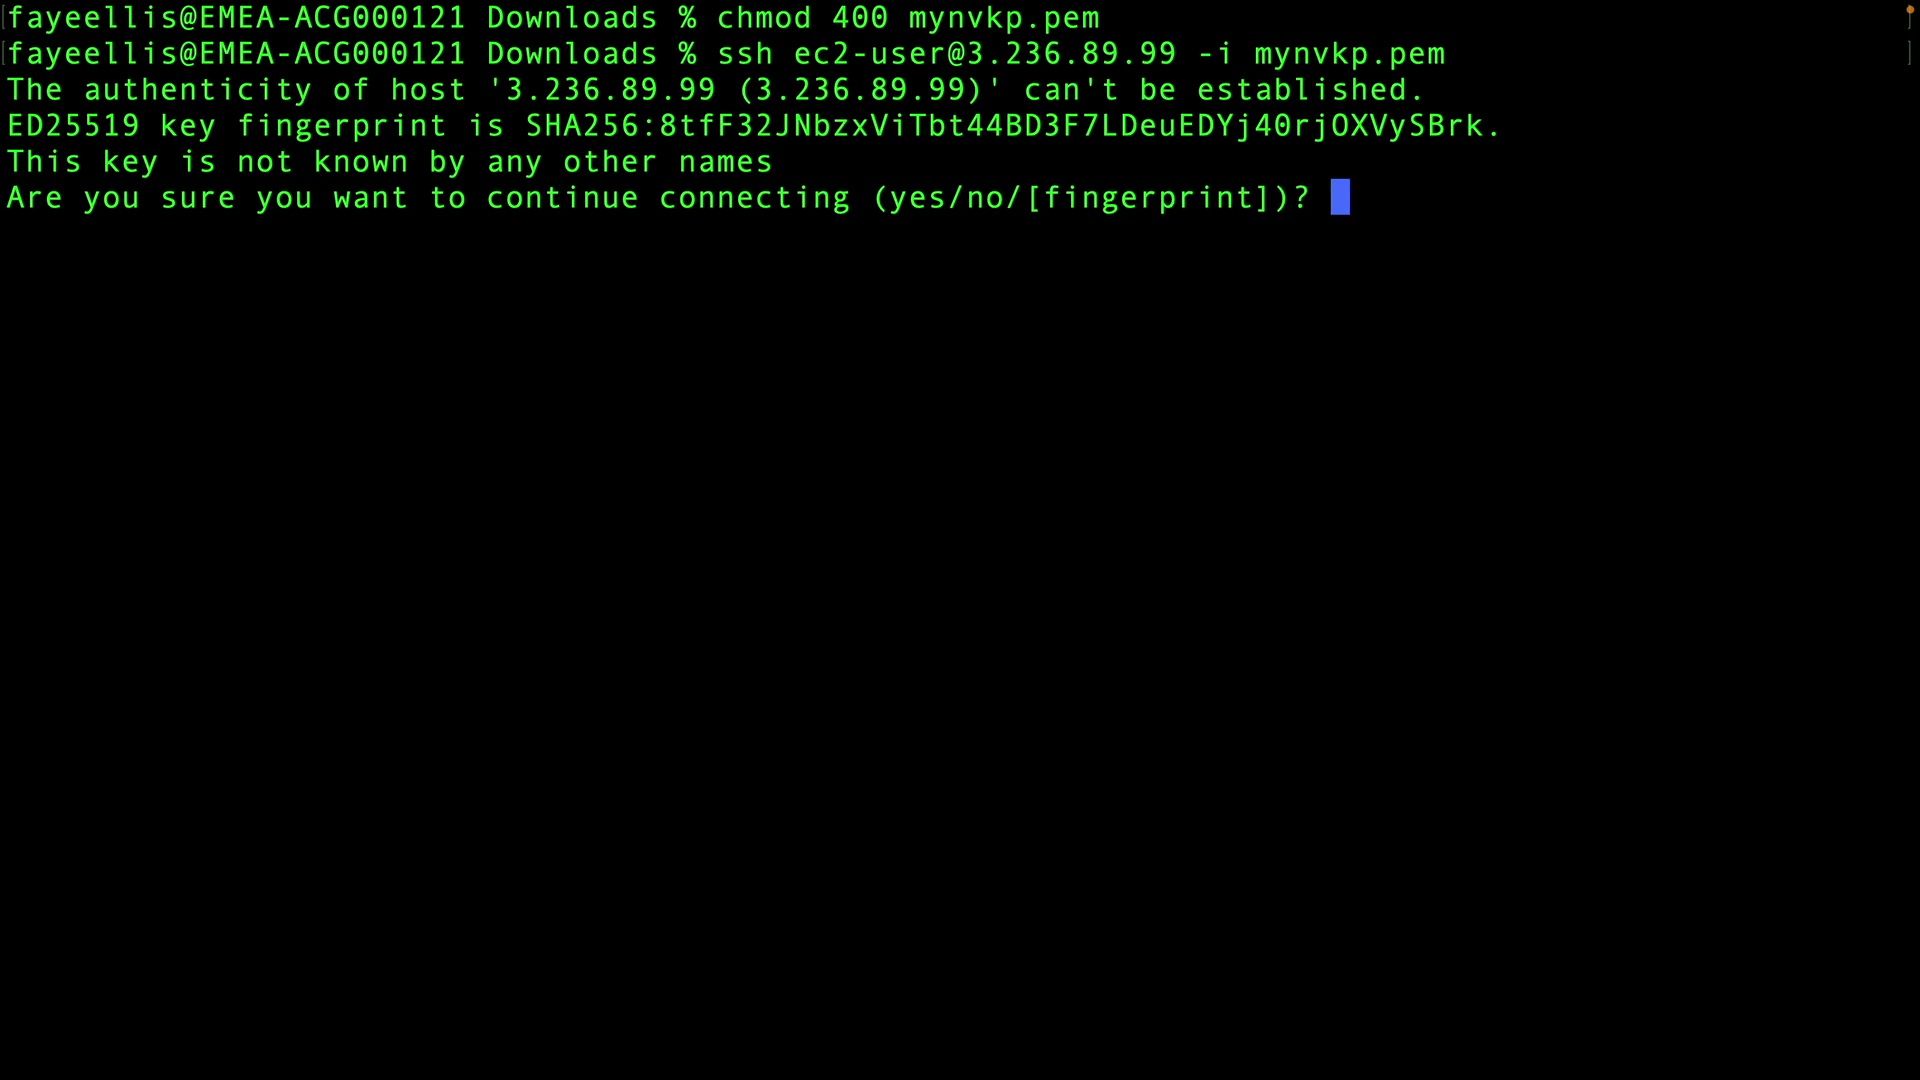 fayeellis@EMEA-ACG000121 Downloads % chmod 400 mynvkp.pem
fayeellis@EMEA-ACG000121 Downloads % ssh ec2-user@3.236.89.99 -i mynvkp.pem
The authenticity of host '3.236.89.99 (3.236.89.99)' can't be established.
ED25519 key fingerprint is SHA256:8tfF32JNbzxViTbt44BD3F7LDeuEDYj40rjOXVySBrk.
This key is not known by any other names
Are you sure you want to continue connecting (yes/no/[fingerprint])?